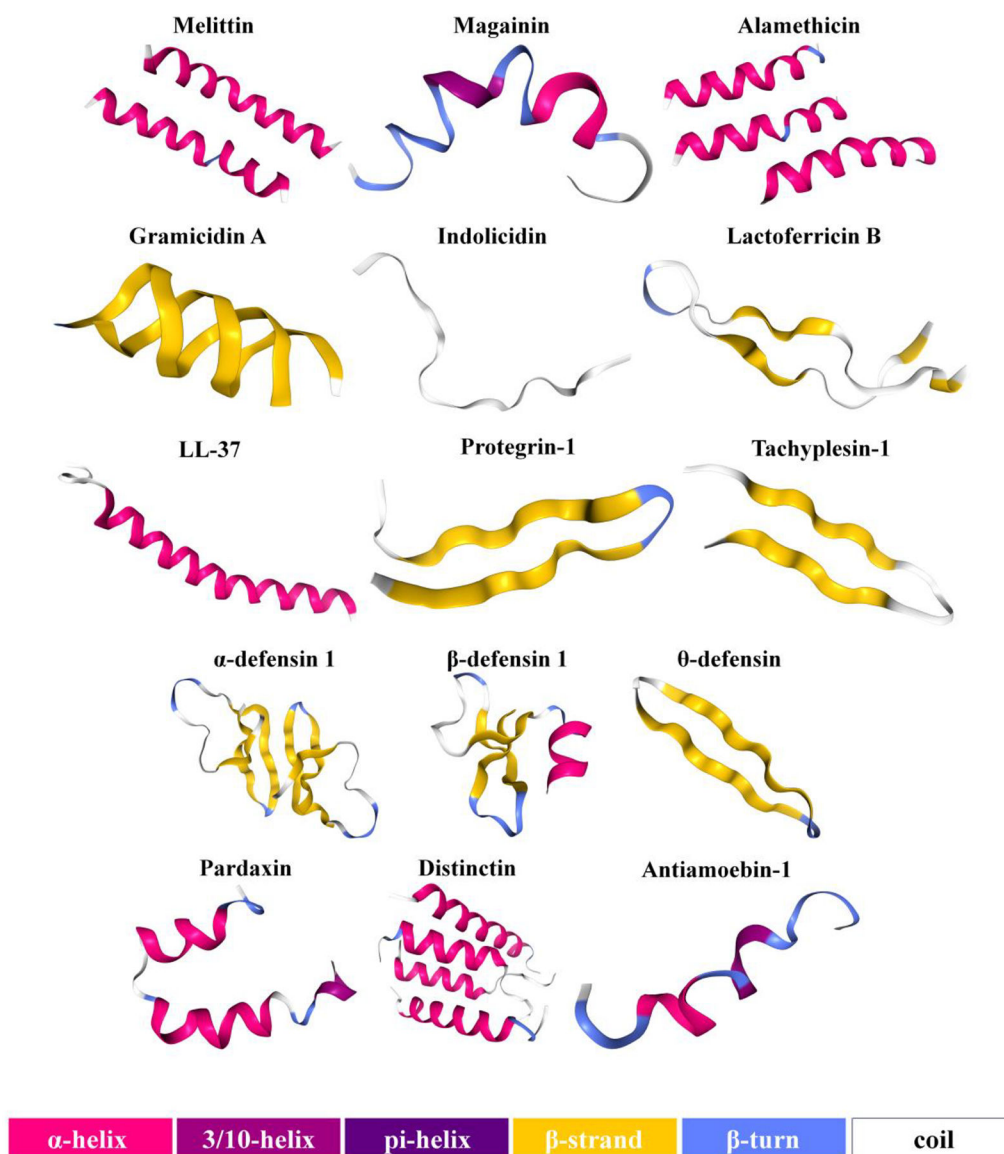 Melittin Magainin Alamethicin
Gramicidin A Indolicidin Lactoferricin B
LL-37 Protegrin-1 Tachyplesin-1
α-defensin 1 β-defensin 1 θ-defensin
Pardaxin Distinctin Antiamoebin-1
α-helix 3/10-helix pi-helix β-strand β-turn coil